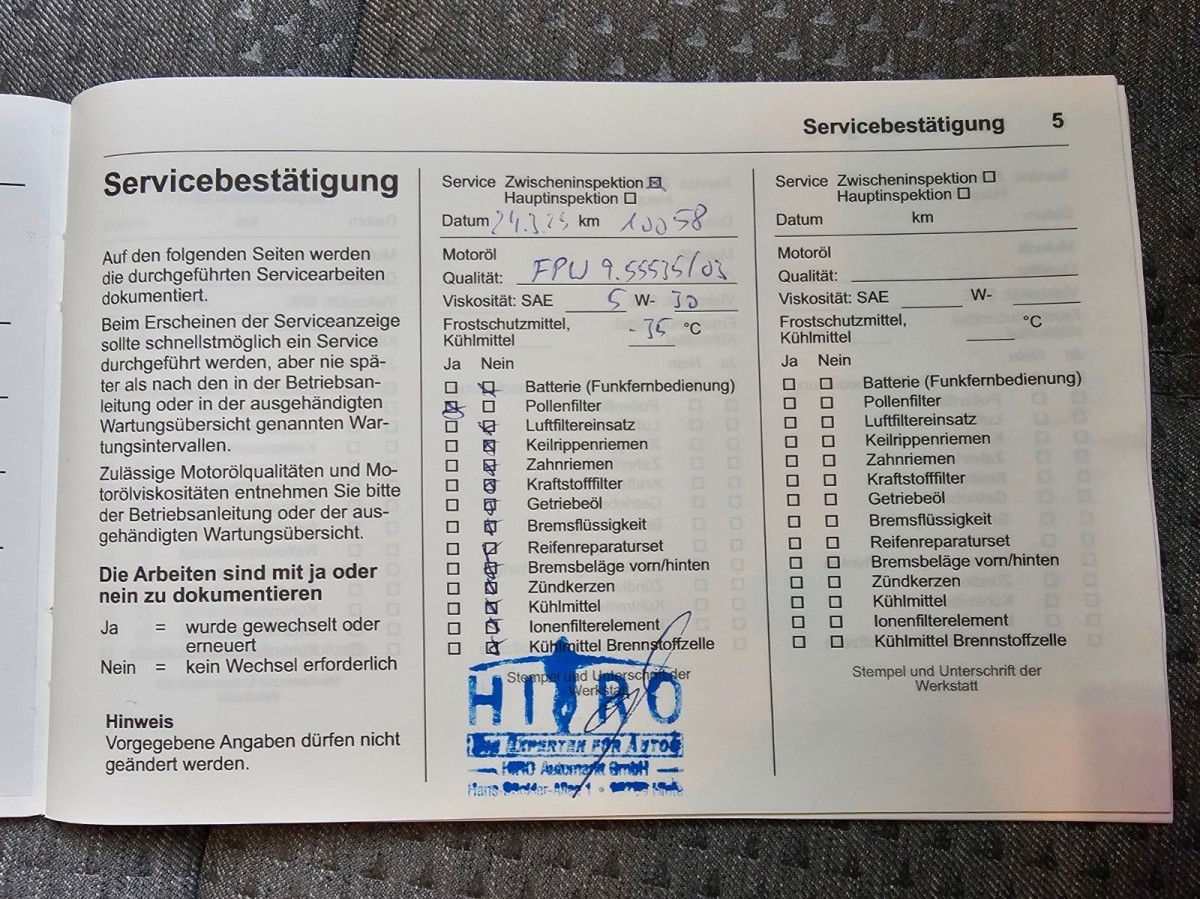 Servicebestätigung 5
Servicebestätigung
Auf den folgenden Seiten werden
die durchgeführten Servicearbeiten
dokumentiert.
Beim Erscheinen der Serviceanzeige
sollte schnellstmöglich ein Service
durchgeführt werden, aber nie spä-
ter als nach den in der Betriebsan-
leitung oder in der ausgehändigten
Wartungsübersicht genannten War-
tungsintervallen.
Zulässige Motorölqualitäten und Mo-
torölviskositäten entnehmen Sie bitte
der Betriebsanleitung oder der aus-
gehändigten Wartungsübersicht.
Die Arbeiten sind mit ja oder
nein zu dokumentieren
Ja = wurde gewechselt oder
erneuert
Nein = kein Wechsel erforderlich
Hinweis
Vorgegebene Angaben dürfen nicht
geändert werden.
Service Zwischeninspektion
Hauptinspektion
Datum 24.3.25 km 10058
Motoröl
Qualität: FPW 9.55535/03
Viskosität: SAE 5 W- 30
Frostschutzmittel, -35 °C
Kühlmittel
Ja Nein
Batterie (Funkfernbedienung)
Pollenfilter
Luftfiltereinsatz
Keilrippenriemen
Zahnriemen
Kraftstofffilter
Getriebeöl
Bremsflüssigkeit
Reifenreparaturset
Bremsbeläge vorn/hinten
Zündkerzen
Kühlmittel
Ionenfilterelement
Kühlmittel Brennstoffzelle
Stempel und Unterschrift der
Werkstatt
HIRO
Die Experten für Autos
HIRO Automarkt GmbH
Service Zwischeninspektion
Hauptinspektion
Datum km
Motoröl
Qualität:
Viskosität: SAE W-
Frostschutzmittel, °C
Kühlmittel
Ja Nein
Batterie (Funkfernbedienung)
Pollenfilter
Luftfiltereinsatz
Keilrippenriemen
Zahnriemen
Kraftstofffilter
Getriebeöl
Bremsflüssigkeit
Reifenreparaturset
Bremsbeläge vorn/hinten
Zündkerzen
Kühlmittel
Ionenfilterelement
Kühlmittel Brennstoffzelle
Stempel und Unterschrift der
Werkstatt